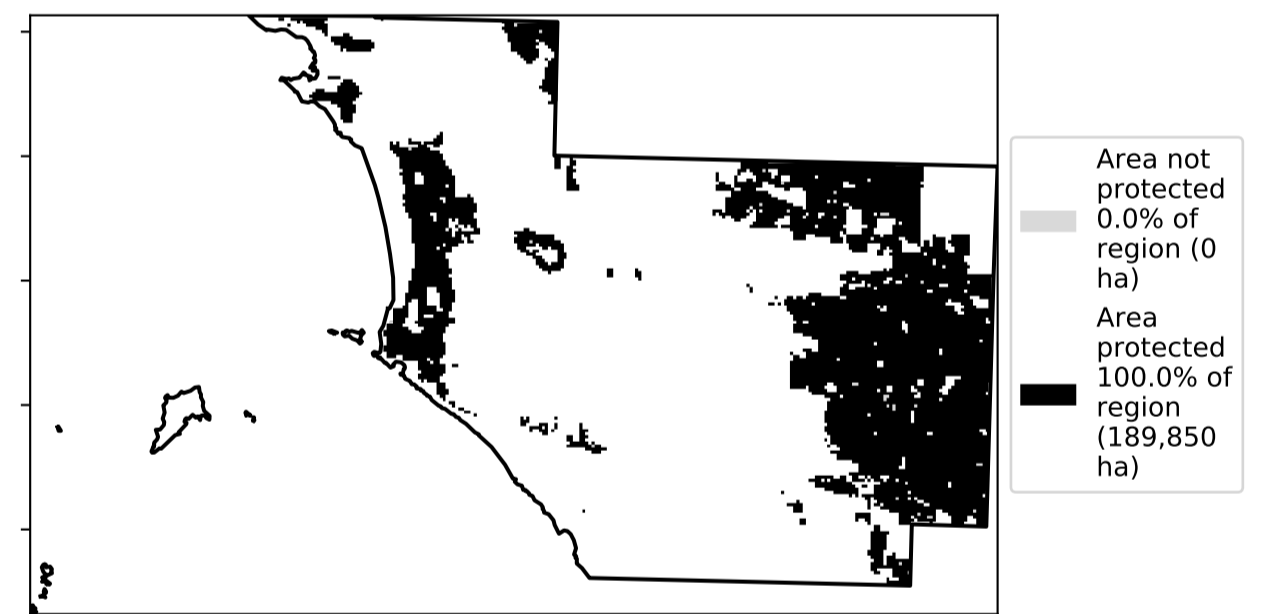 Area not
protected
0.0% of
region (0
ha)
Area
protected
100.0% of
region
(189,850
ha)